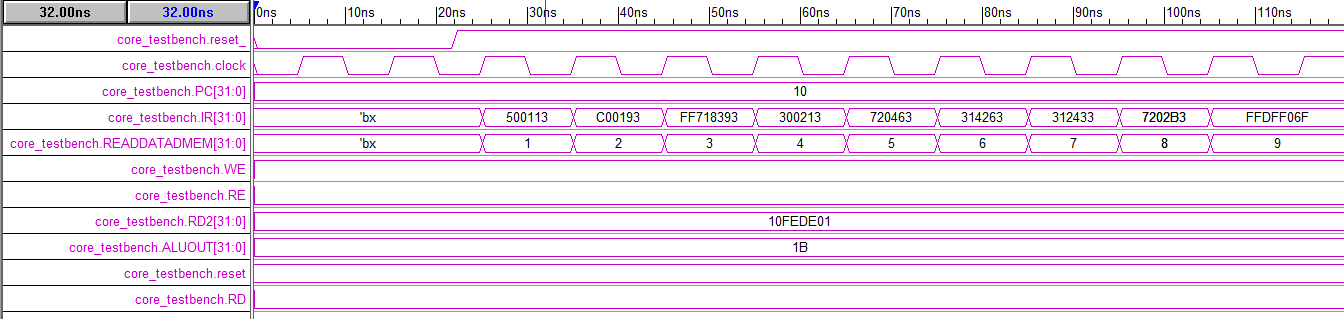 32.00ns 32.00ns 0ns 10ns 20ns 30ns 40ns 50ns 60ns 70ns 80ns 90ns 100ns 110ns
core_testbench.reset_
core_testbench.clock
core_testbench.PC[31:0] 10
core_testbench.IR[31:0] 'bx 500113 C00193 FF718393 300213 720463 314263 312433 7202B3 FFDFF06F
core_testbench.READDATADMEM[31:0] 'bx 1 2 3 4 5 6 7 8 9
core_testbench.WE
core_testbench.RE
core_testbench.RD2[31:0] 10FEDE01
core_testbench.ALUOUT[31:0] 1B
core_testbench.reset
core_testbench.RD